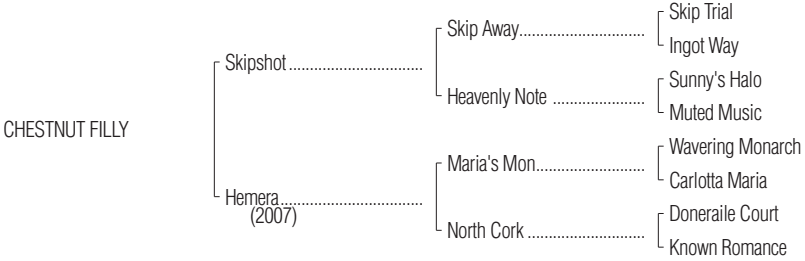 Skip Trial
Skip Away..............................
Ingot Way
Skipshot................................
Sunny's Halo
Heavenly Note ......................
Muted Music
CHESTNUT FILLY
Wavering Monarch
Maria's Mon..........................
Carlotta Maria
Hemera..................................
(2007)
Doneraile Court
North Cork ............................
Known Romance